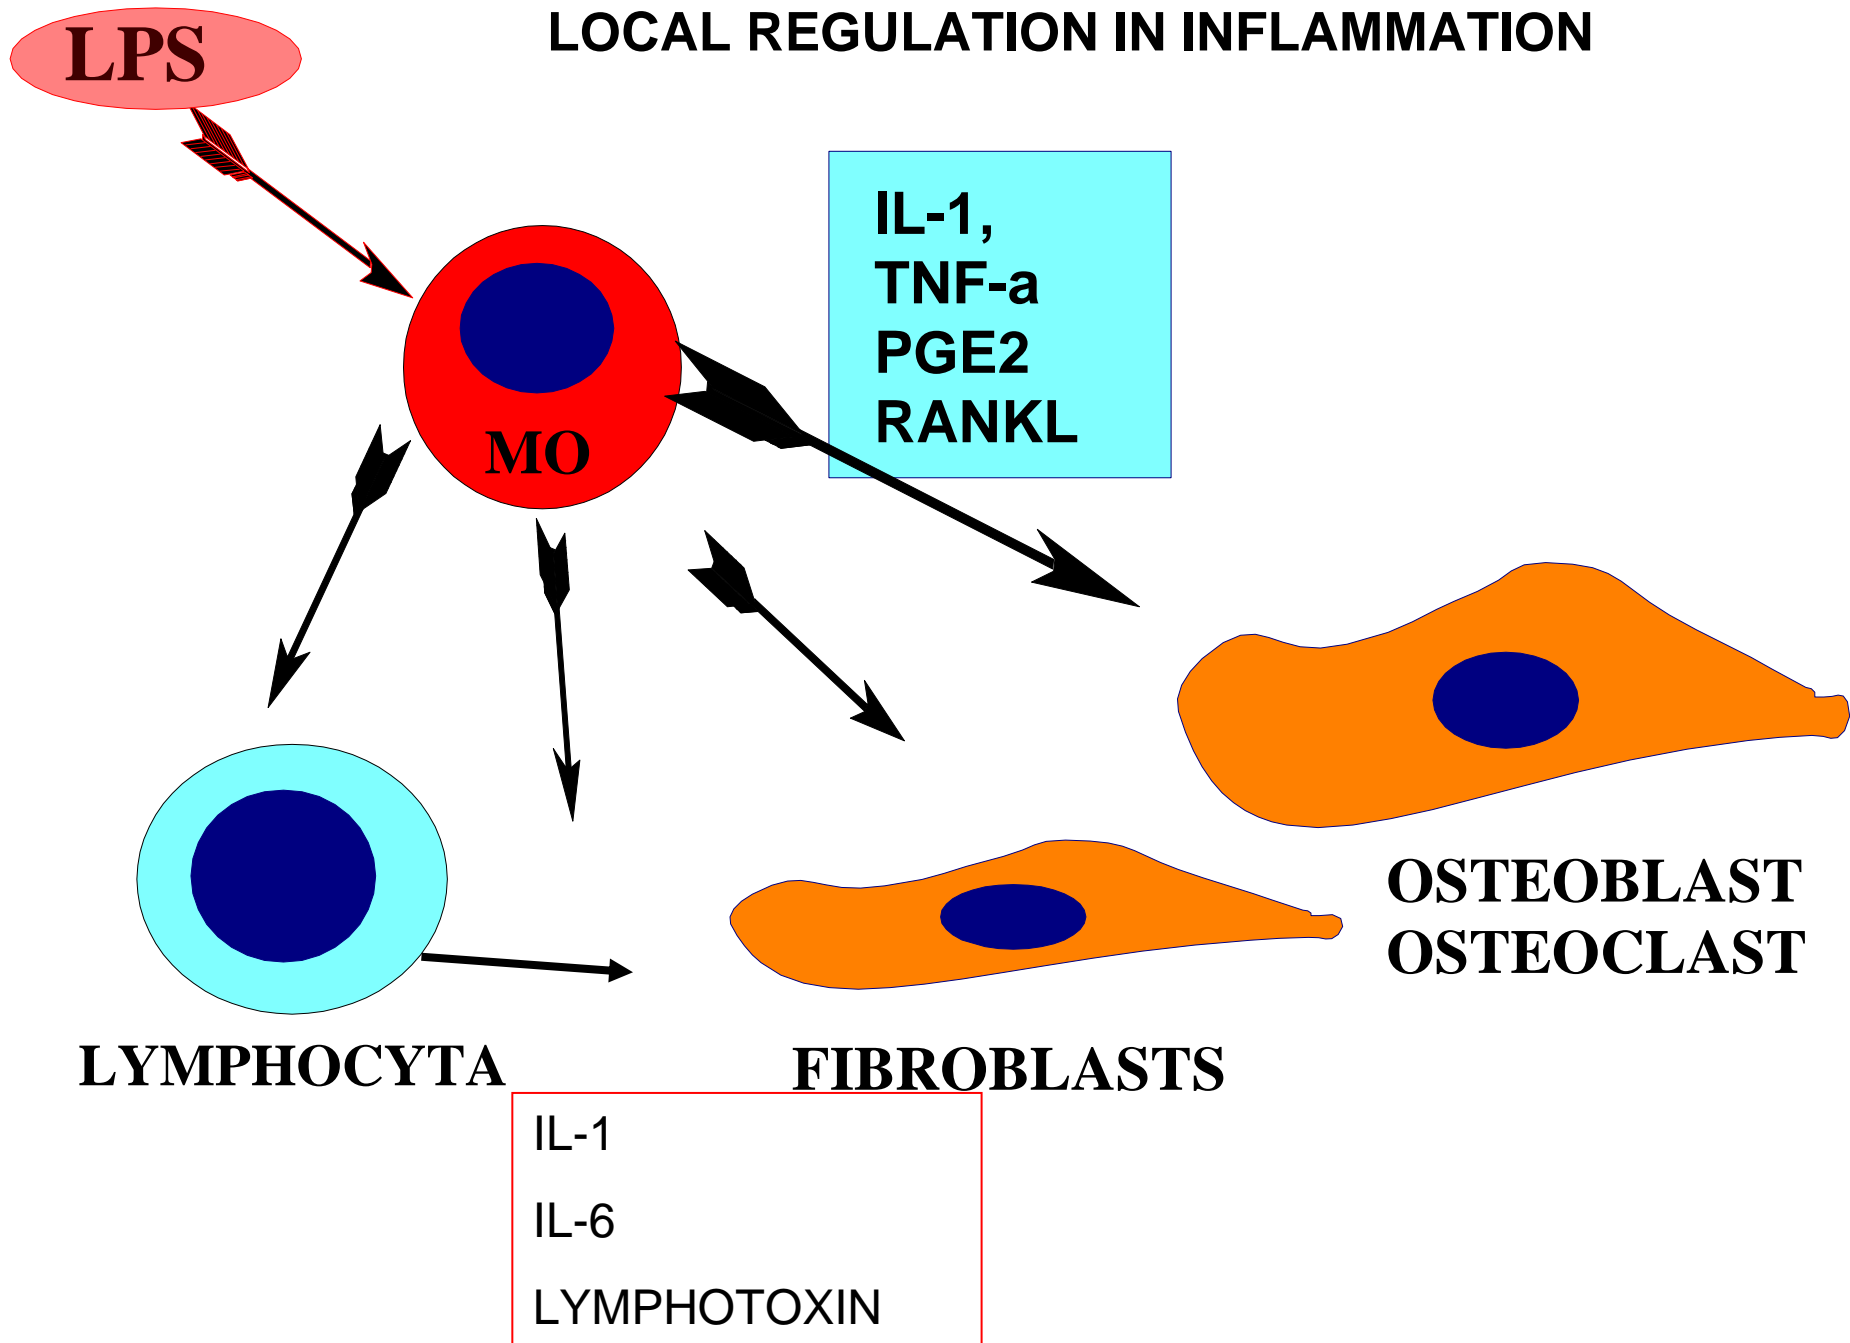 LOCAL REGULATION IN INFLAMMATION
LPS
IL-1,
TNF-a
PGE2
RANKL
MO
OSTEOBLAST
OSTEOCLAST
LYMPHOCYTA
FIBROBLASTS
IL-1
IL-6
LYMPHOTOXIN